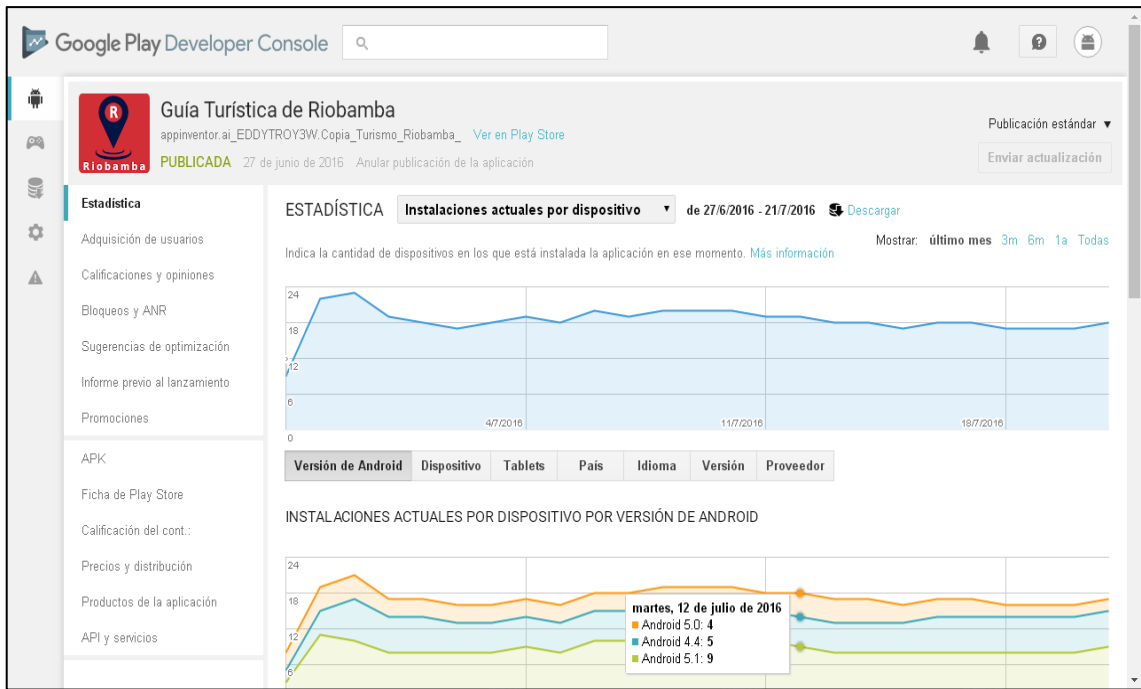 Google Play Developer Console
Guía Turística de Riobamba
appinventor.ai_EDDYTROY3W.Copia_Turismo_Riobamba_ Ver en Play Store
PUBLICADA 27 de junio de 2016 Anular publicación de la aplicación
R
Riobamba
Publicación estándar ▼
Enviar actualización
Estadística
Adquisición de usuarios
Calificaciones y opiniones
Bloqueos y ANR
Sugerencias de optimización
Informe previo al lanzamiento
Promociones
APK
Ficha de Play Store
Calificación del cont.:
Precios y distribución
Productos de la aplicación
API y servicios
ESTADÍSTICA Instalaciones actuales por dispositivo ▼ de 27/6/2016 - 21/7/2016 Descargar
Mostrar: último mes 3m 6m 1a Todas
Indica la cantidad de dispositivos en los que está instalada la aplicación en ese momento. Más información
24
18
12
6
0
4/7/2016 11/7/2016 18/7/2016
Versión de Android Dispositivo Tablets País Idioma Versión Proveedor
INSTALACIONES ACTUALES POR DISPOSITIVO POR VERSIÓN DE ANDROID
24
18
12
6
martes, 12 de julio de 2016
Android 5.0: 4
Android 4.4: 5
Android 5.1: 9